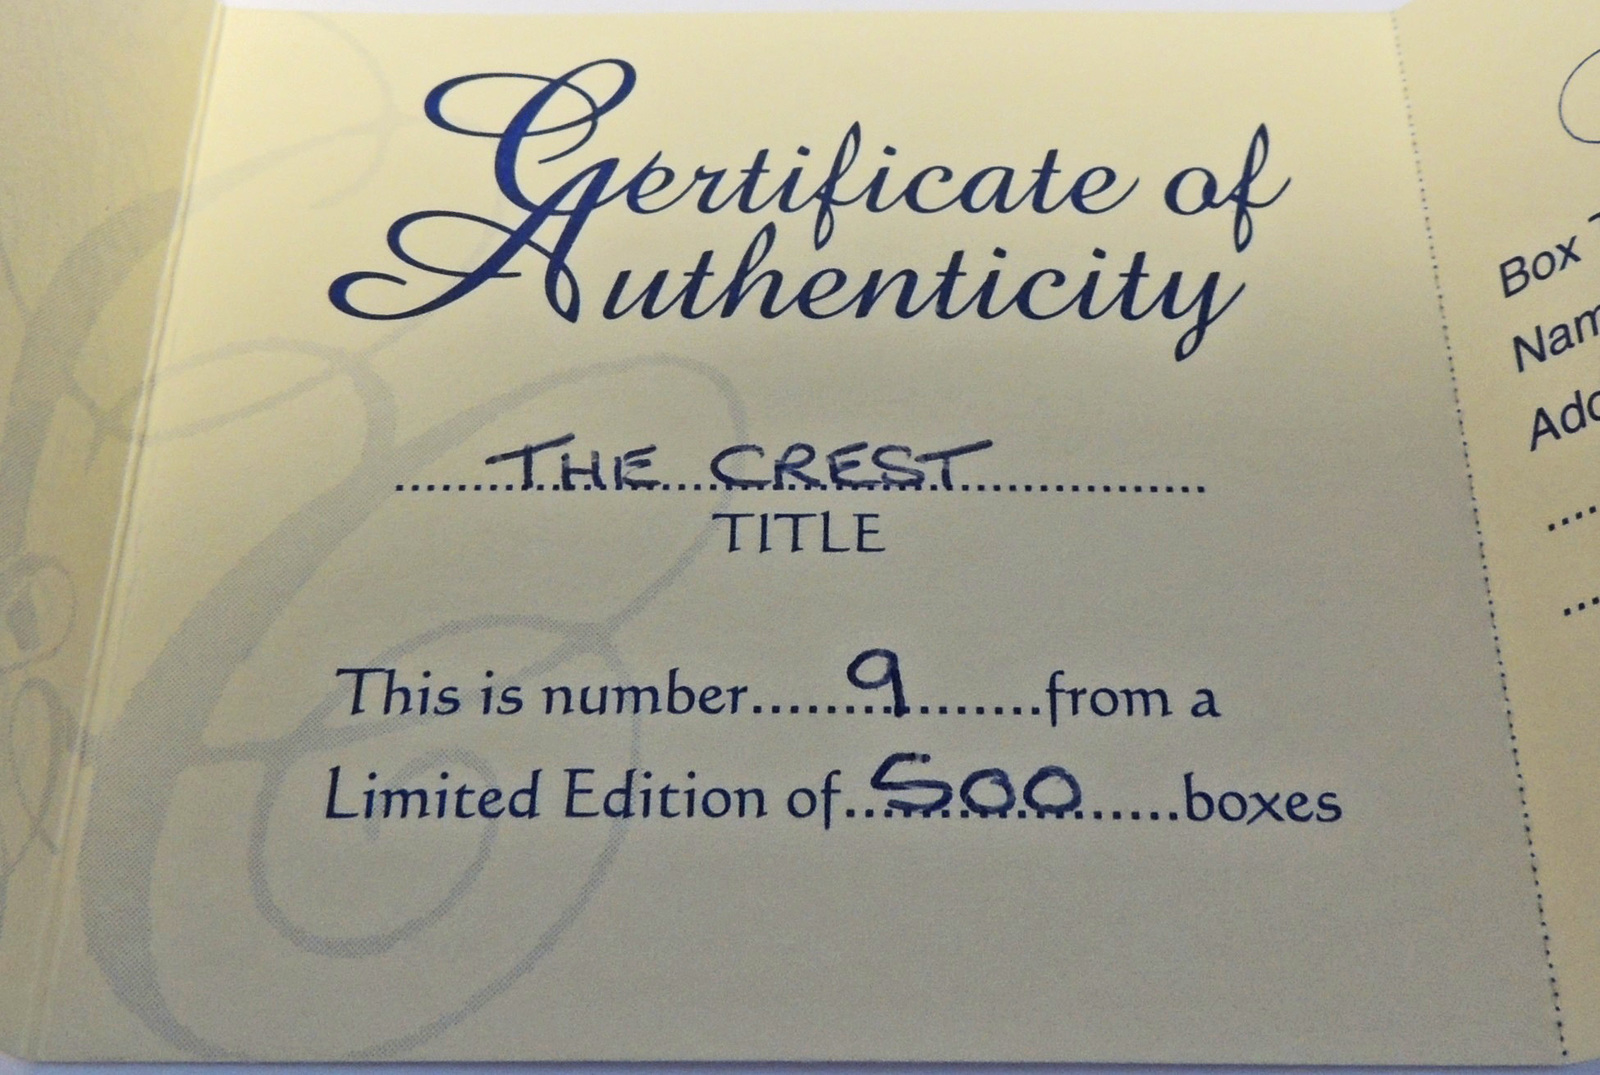 Certificate of
Authenticity
THE CREST
TITLE
This is number.....9.......from a
Limited Edition of..500.....boxes
Box